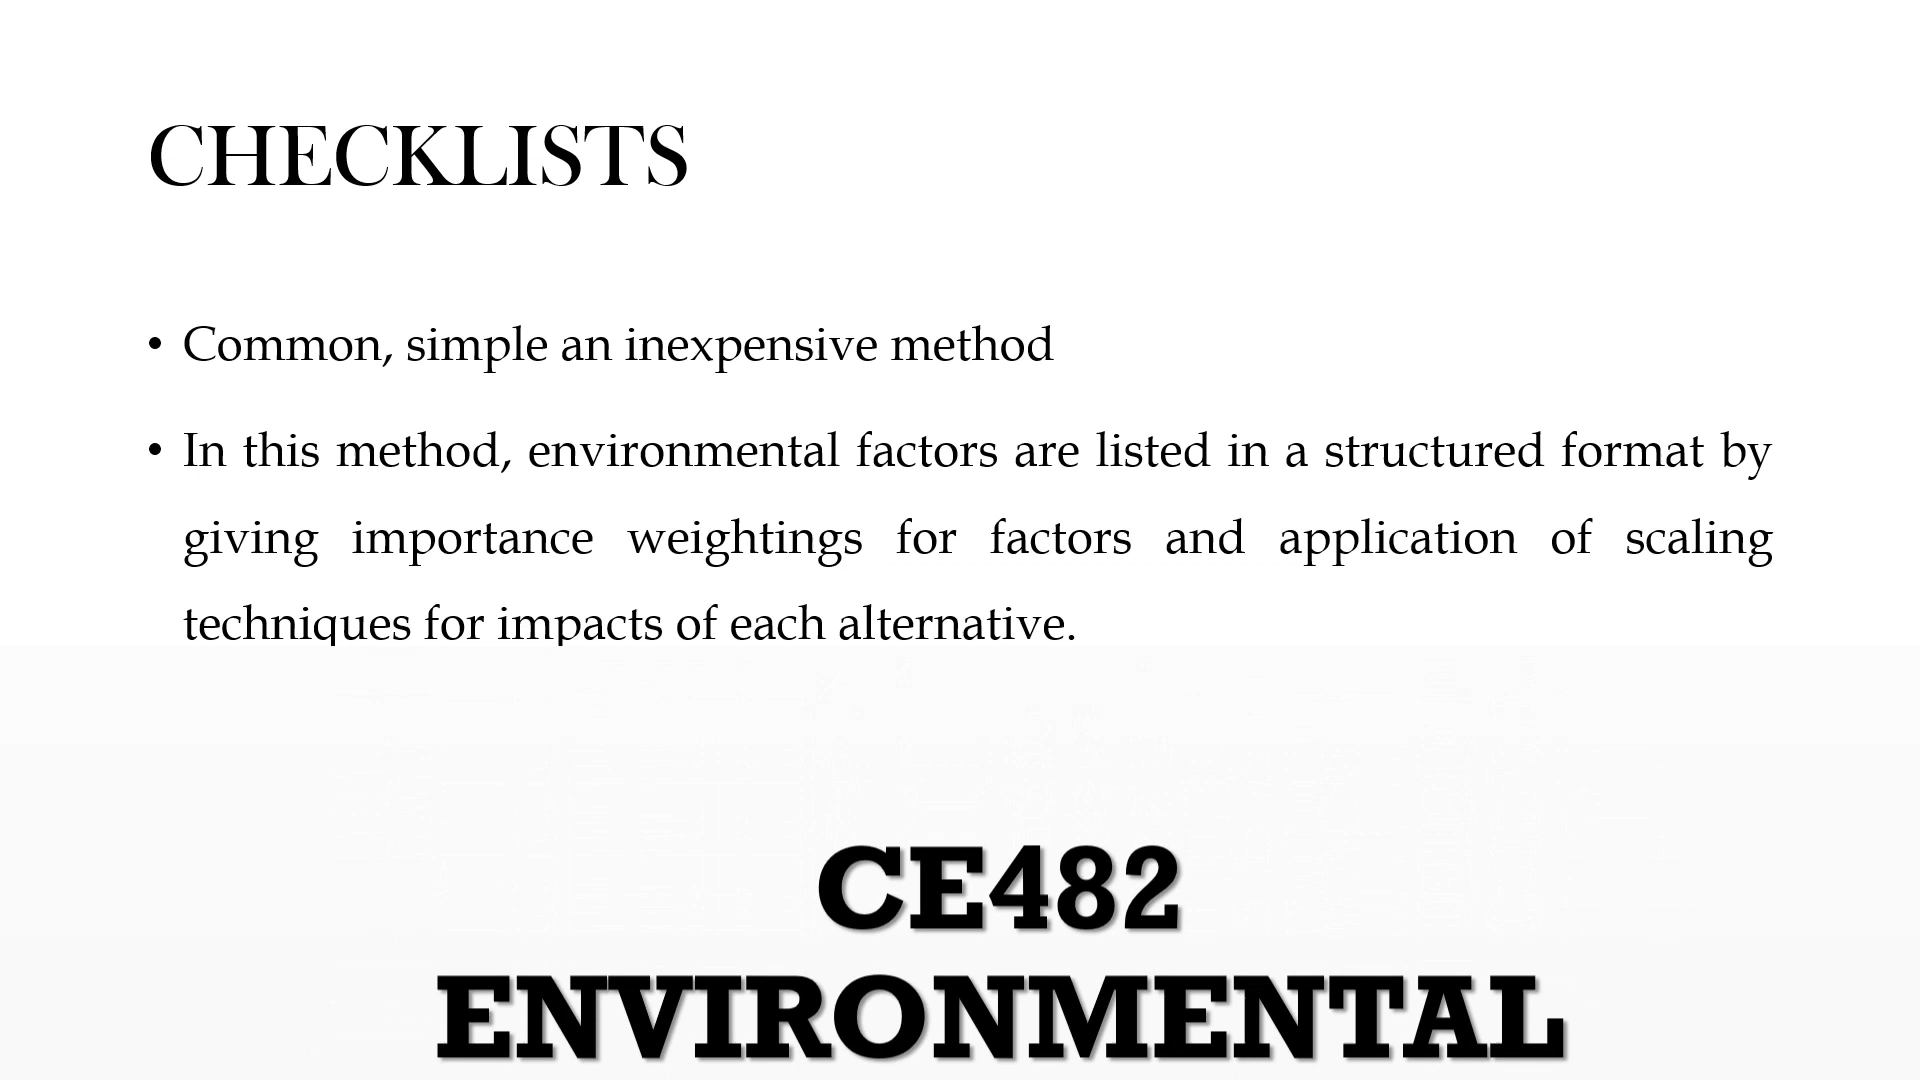 CHECKLISTS
• Common, simple an inexpensive method
• In this method, environmental factors are listed in a structured format by
giving importance weightings for factors and application of scaling
techniques for impacts of each alternative.
CE482
ENVIRONMENTAL